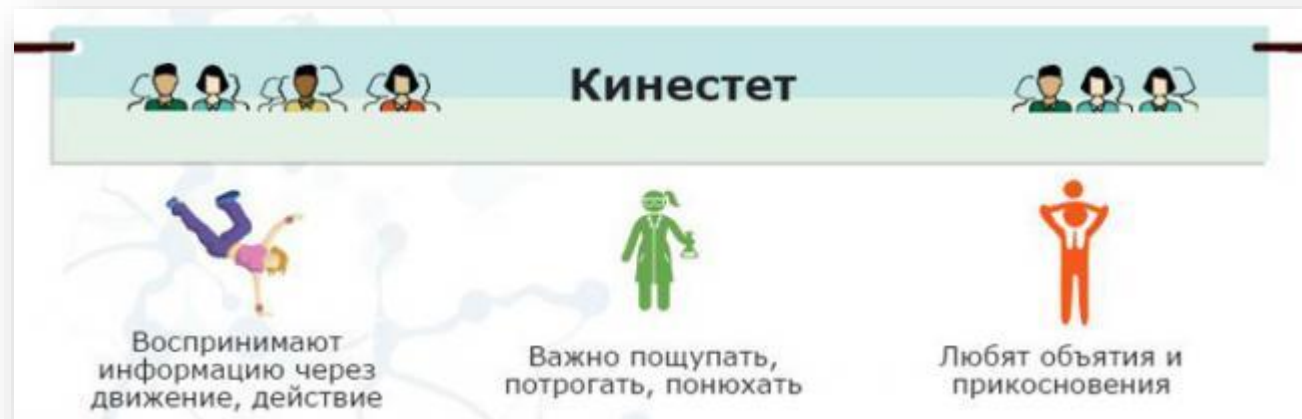 Кинестет
Воспринимают
информацию через
движение, действие
Важно пощупать,
потрогать, понюхать
Любят объятия и
прикосновения